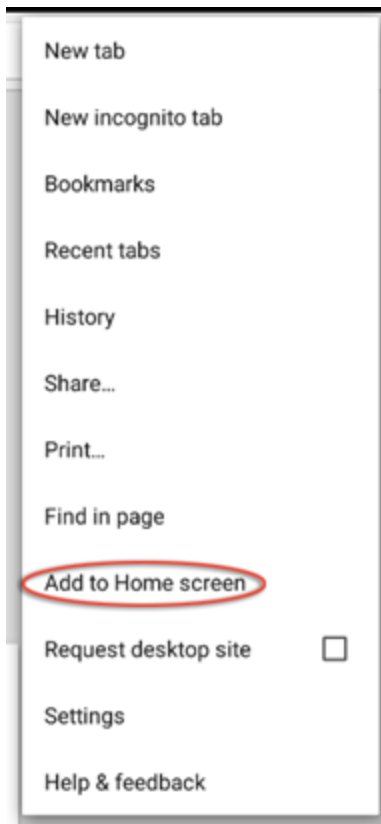 New tab
New incognito tab
Bookmarks
Recent tabs
History
Share...
Print...
Find in page
Add to Home screen
Request desktop site
Settings
Help & feedback